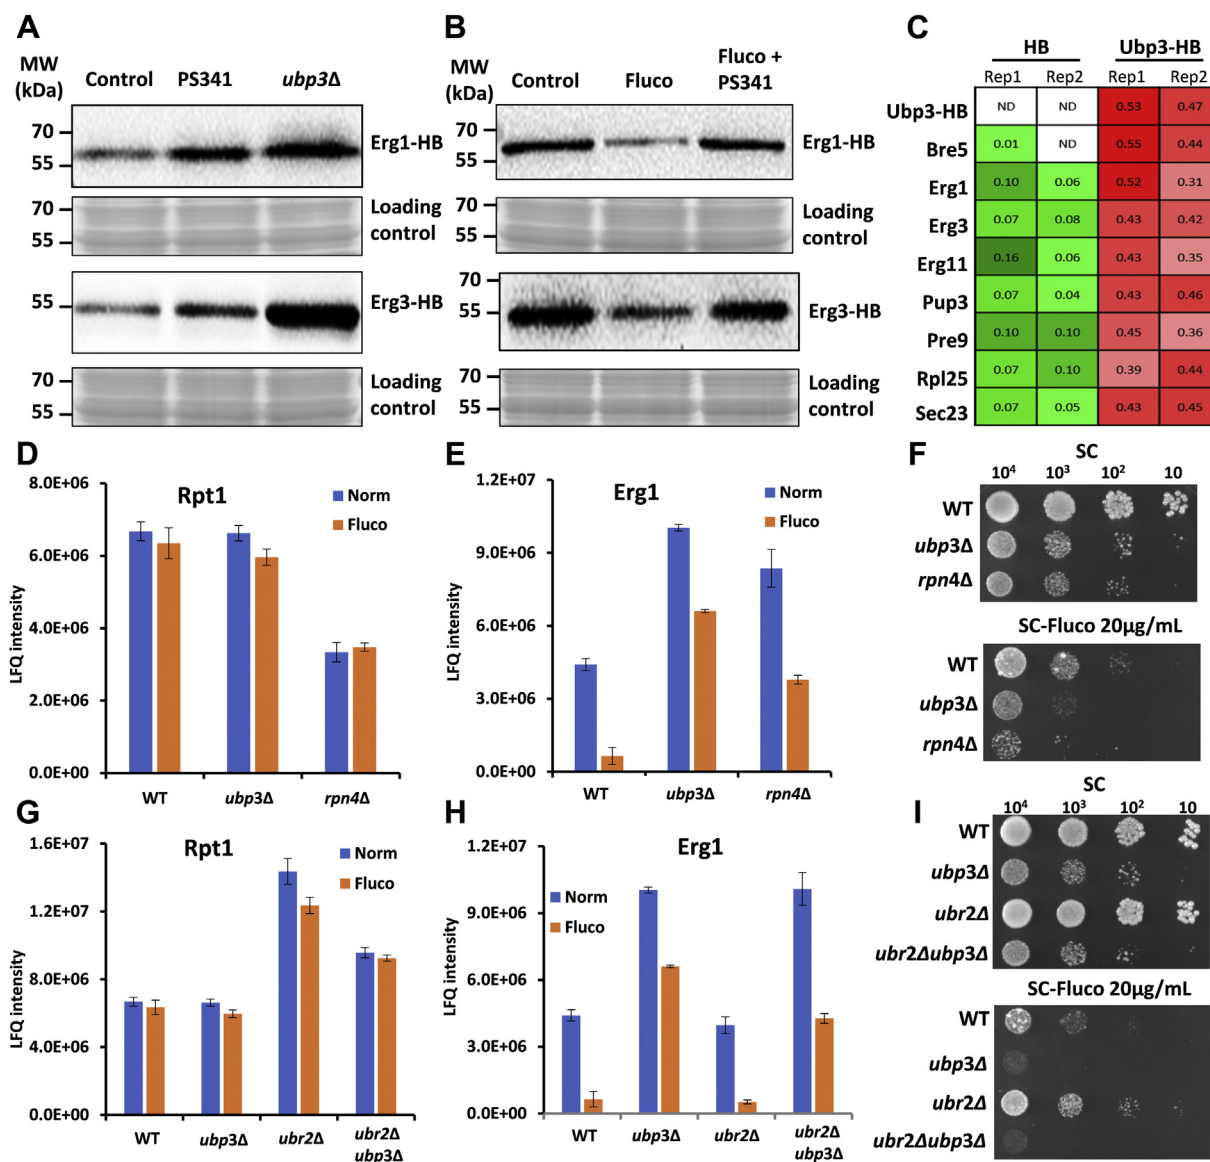 A
MW
(kDa)
Control PS341 ubp3Δ
70
55
Erg1-HB
70
55
Loading
control
55
Erg3-HB
70
55
Loading
control
B
MW
(kDa)
Control Fluco Fluco +
PS341
70
55
Erg1-HB
70
55
Loading
control
55
Erg3-HB
70
55
Loading
control
C
HB Ubp3-HB
Rep1 Rep2 Rep1 Rep2
Ubp3-HB ND ND 0.53 0.47
Bre5 0.01 ND 0.55 0.44
Erg1 0.10 0.06 0.52 0.31
Erg3 0.07 0.08 0.43 0.42
Erg11 0.16 0.06 0.43 0.35
Pup3 0.07 0.04 0.43 0.46
Pre9 0.10 0.10 0.45 0.36
Rpl25 0.07 0.10 0.39 0.44
Sec23 0.07 0.05 0.43 0.45
D
Rpt1
Norm
Fluco
LFQ intensity
8.0E+06
6.0E+06
4.0E+06
2.0E+06
0.0E+00
WT ubp3Δ rpn4Δ
E
Erg1
Norm
Fluco
LFQ intensity
1.2E+07
9.0E+06
6.0E+06
3.0E+06
0.0E+00
WT ubp3Δ rpn4Δ
F
SC
10⁴ 10³ 10² 10
WT
ubp3Δ
rpn4Δ
SC-Fluco 20µg/mL
WT
ubp3Δ
rpn4Δ
G
Rpt1
Norm
Fluco
LFQ intensity
1.6E+07
1.2E+07
8.0E+06
4.0E+06
0.0E+00
WT ubp3Δ ubr2Δ ubr2Δ
ubp3Δ
H
Erg1
Norm
Fluco
LFQ intensity
1.2E+07
9.0E+06
6.0E+06
3.0E+06
0.0E+00
WT ubp3Δ ubr2Δ ubr2Δ
ubp3Δ
I
SC
10⁴ 10³ 10² 10
WT
ubp3Δ
ubr2Δ
ubr2Δubp3Δ
SC-Fluco 20µg/mL
WT
ubp3Δ
ubr2Δ
ubr2Δubp3Δ